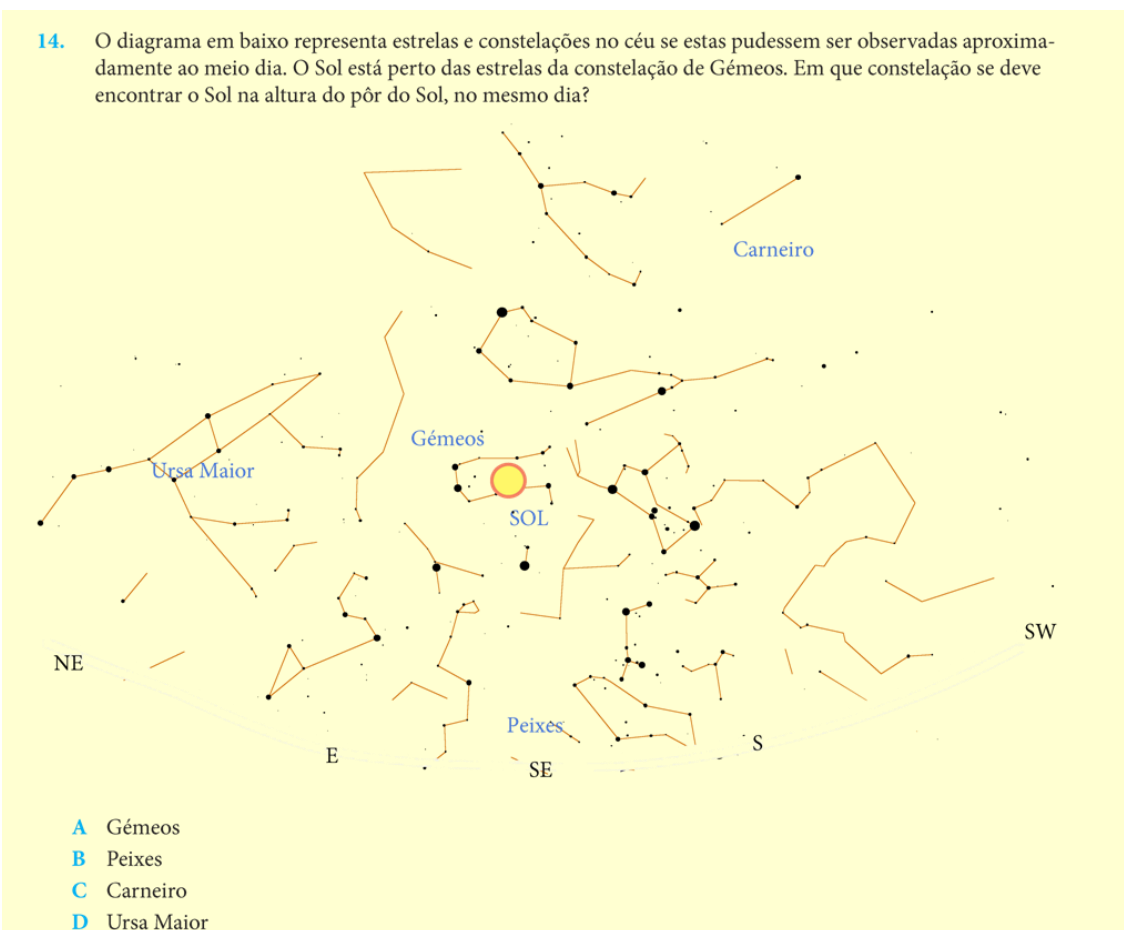 14. O diagrama em baixo representa estrelas e constelações no céu se estas pudessem ser observadas aproxima-
damente ao meio dia. O Sol está perto das estrelas da constelação de Gémeos. Em que constelação se deve
encontrar o Sol na altura do pôr do Sol, no mesmo dia?
Carneiro
Gémeos
Ursa Maior
SOL
SW
NE
Peixes
S
E
SE
A Gémeos
B Peixes
C Carneiro
D Ursa Maior